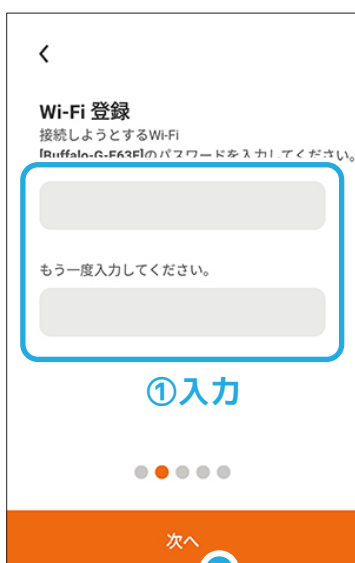 Wi-Fi 登録
接続しようとするWi-Fi
[Buffalo-G-F63F]のパスワードを入力してください。
もう一度入力してください。
①入力
次へ